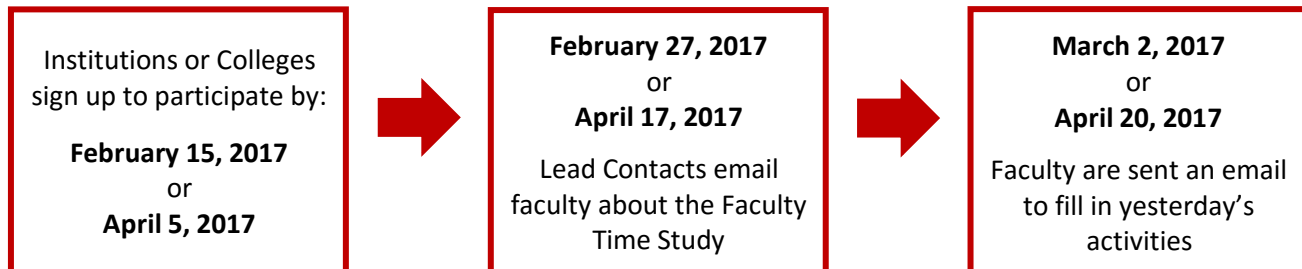 Institutions or Colleges
sign up to participate by:
February 15, 2017
or
April 5, 2017
February 27, 2017
or
April 17, 2017
Lead Contacts email
faculty about the Faculty
Time Study
March 2, 2017
or
April 20, 2017
Faculty are sent an email
to fill in yesterday’s
activities